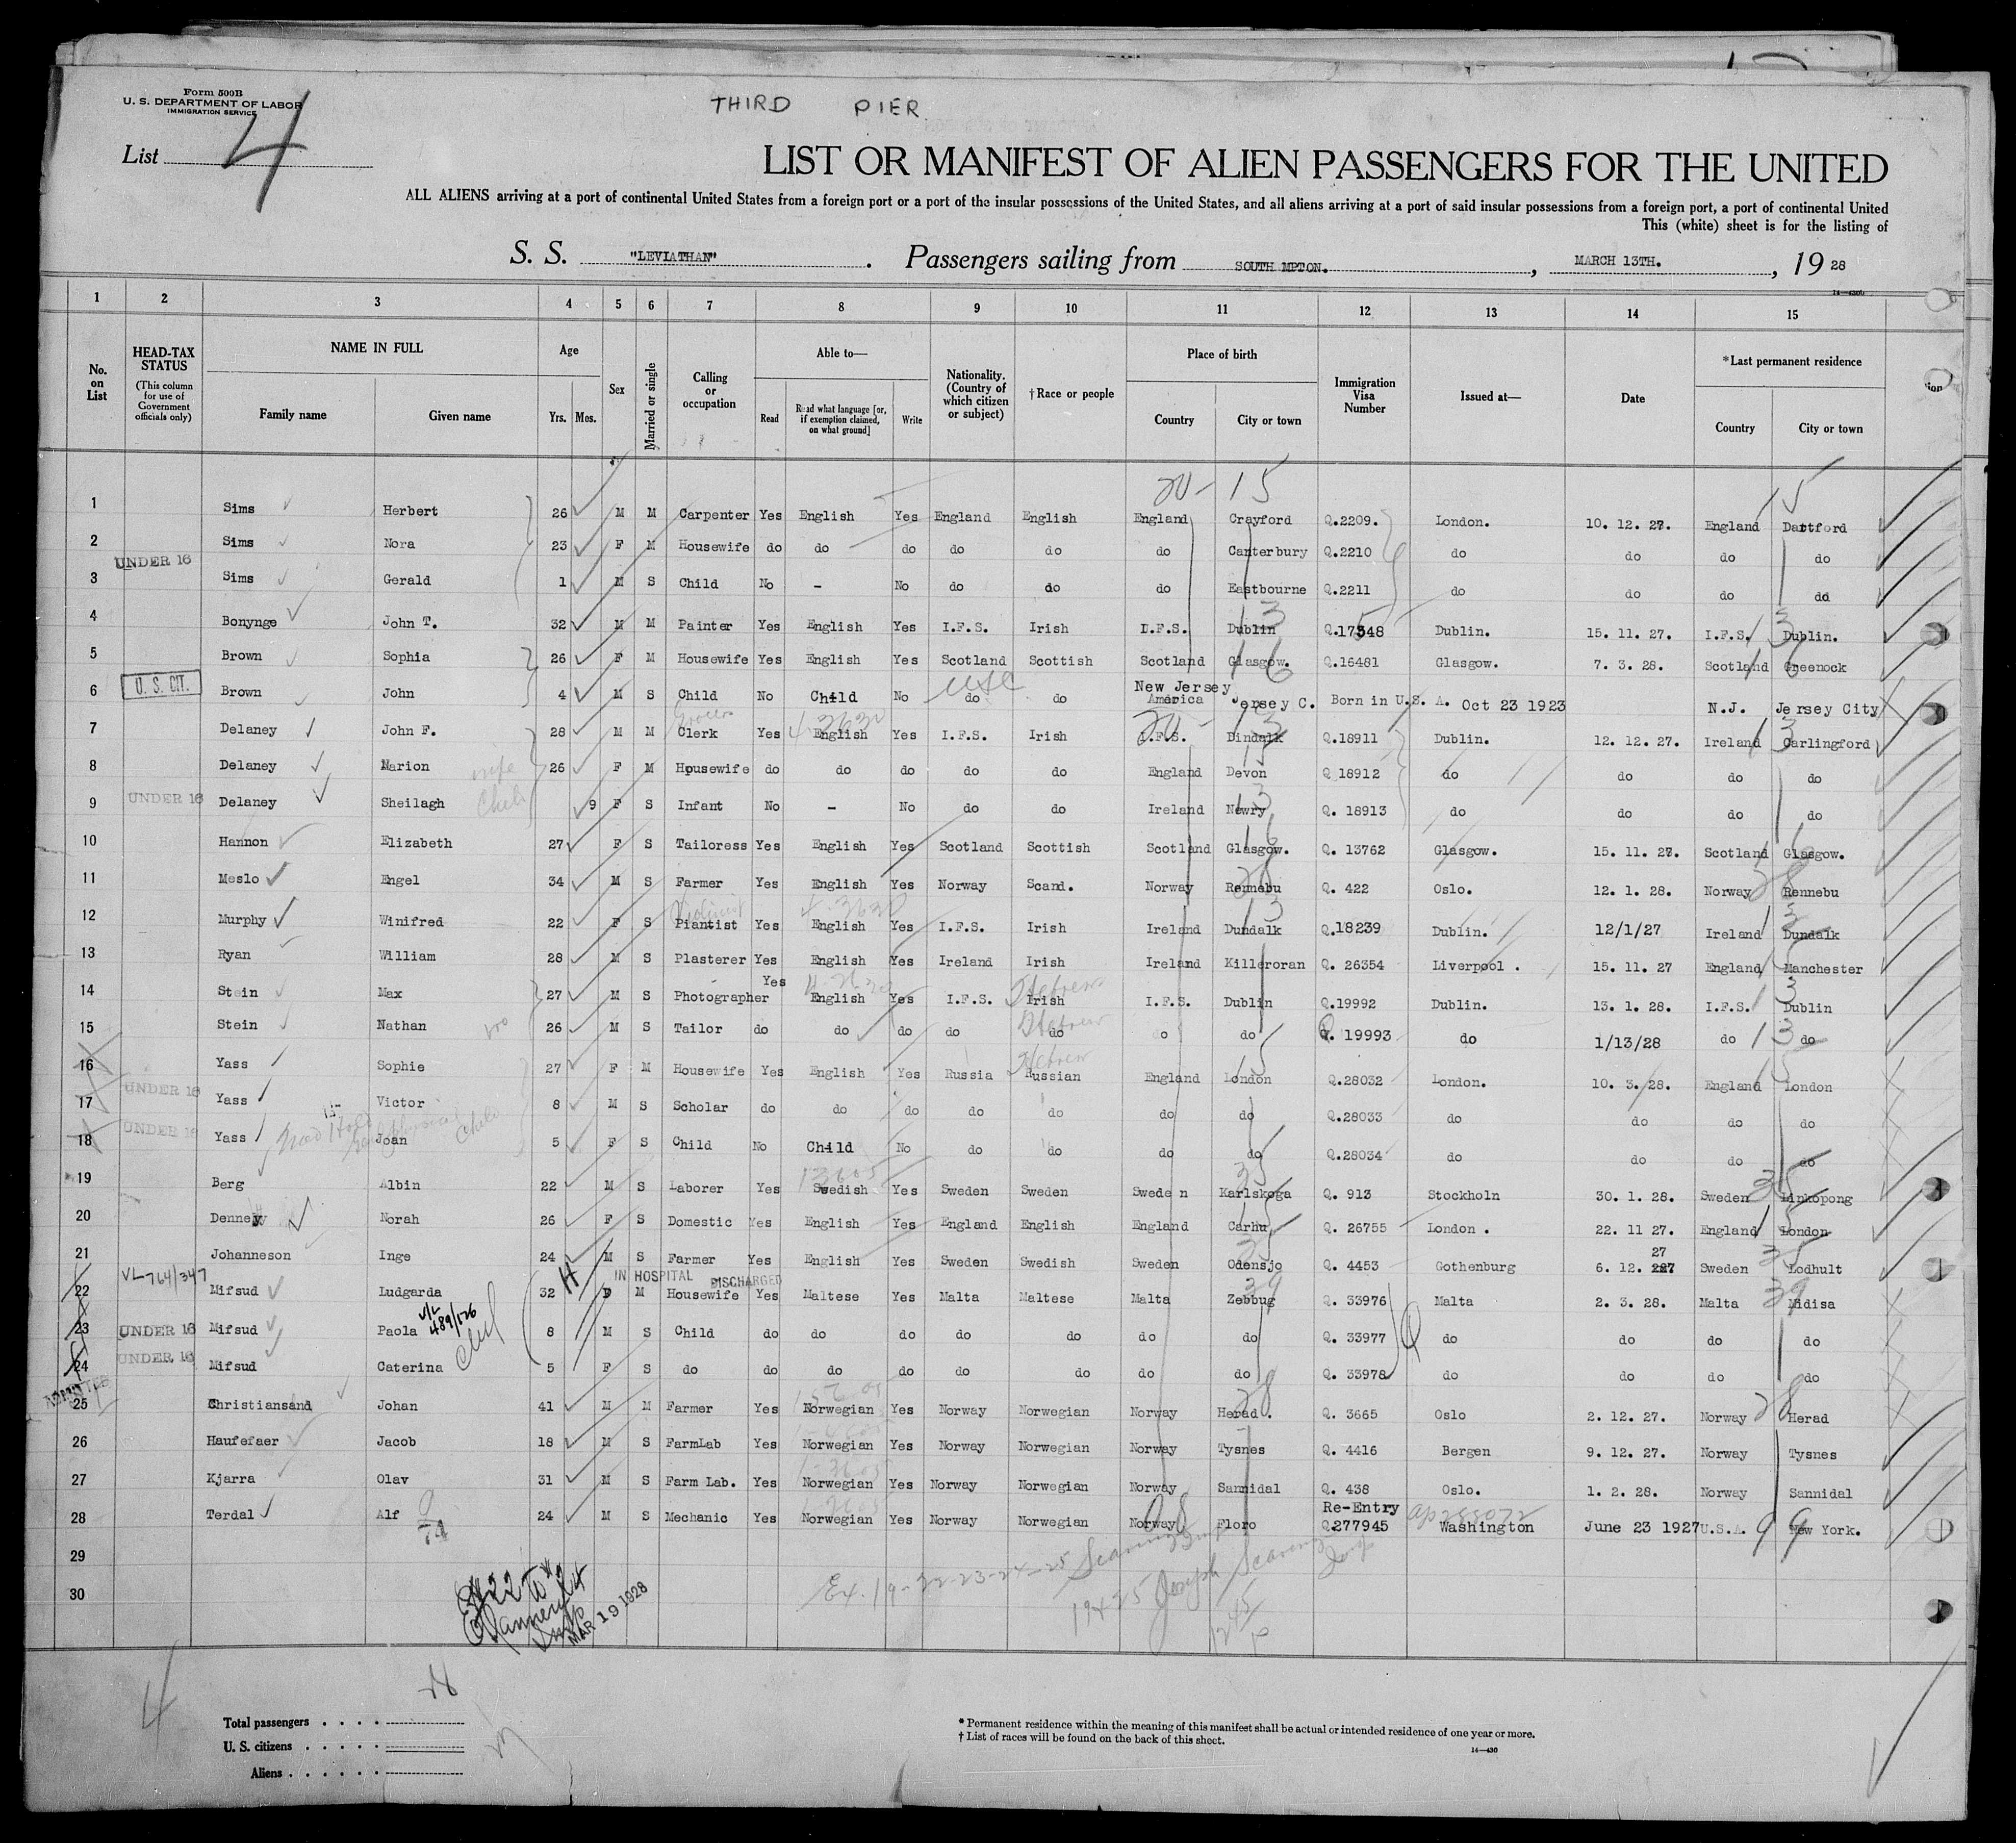 THIRD PIER
Form 500B
U. S. DEPARTMENT OF LABOR
IMMIGRATION SERVICE
List 4
LIST OR MANIFEST OF ALIEN PASSENGERS FOR THE UNITED
ALL ALIENS arriving at a port of continental United States from a foreign port or a port of the insular possessions of the United States, and all aliens arriving at a port of said insular possessions from a foreign port, a port of continental United
This (white) sheet is for the listing of
S. S. "LEVIATHAN". Passengers sailing from SOUTH MPTON., MARCH 13TH., 19 28
1 2 3 4 5 6 7 8 9 10 11 12 13 14 15
No. on List
HEAD-TAX STATUS (This column for use of Government officials only)
NAME IN FULL Family name Given name
Age Yrs. Mos.
Sex
Married or single
Calling or occupation
Able to— Read Read what language [or, if exemption claimed, on what ground] Write
Nationality. (Country of which citizen or subject)
†Race or people
Place of birth Country City or town
Immigration Visa Number
Issued at—
Date
*Last permanent residence Country City or town
20- 15
1 Sims Herbert 26 M M Carpenter Yes English Yes England English England Crayford Q.2209. London. 10. 12. 27. England Dartford
2 Sims Nora 23 F M Housewife do do do do do do Canterbury Q.2210 do do do do
UNDER 16
3 Sims Gerald 1 M S Child No - No do do do Eastbourne Q.2211 do do do do
4 Bonynge John T. 32 M M Painter Yes English Yes I.F.S. Irish I.F.S. Dublin Q.17548 Dublin. 15. 11. 27. I.F.S. Dublin.
5 Brown Sophia 26 F M Housewife Yes English Yes Scotland Scottish Scotland Glasgow. Q.16481 Glasgow. 7. 3. 28. Scotland Greenock
6 U. S. CIT. Brown John 4 M S Child No Child No do do New Jersey America Jersey C. Born in U.S. A. Oct 23 1923 N.J. Jersey City
7 Delaney John F. 28 M M Clerk Yes English Yes I.F.S. Irish I.F.S. Dindalk Q.18911 Dublin. 12. 12. 27. Ireland Carlingford
8 Delaney Marion wife 26 F M Housewife do do do do do England Devon Q 18912 do do do do
9 UNDER 16 Delaney Sheilagh 9 F S Infant No - No do do Ireland Newry Q. 18913 do do do do
10 Hannon Elizabeth 27 F S Tailoress Yes English Yes Scotland Scottish Scotland Glasgow. Q. 13762 Glasgow. 15. 11. 27. Scotland Glasgow.
11 Meslo Engel 34 M S Farmer Yes English Yes Norway Scand. Norway Rennebu Q. 422 Oslo. 12. 1. 28. Norway Rennebu
12 Murphy Winifred 22 F S Piantist Yes English Yes I.F.S. Irish Ireland Dundalk Q.18239 Dublin. 12/1/27 Ireland Dundalk
13 Ryan William 28 M S Plasterer Yes English Yes Ireland Irish Ireland Killeroran Q. 26354 Liverpool . 15. 11. 27 England Manchester
14 Stein Max 27 M S Photographer Yes English Yes I.F.S. Irish Hebrew I.F.S. Dublin Q.19992 Dublin. 13. 1. 28. I.F.S. Dublin
15 Stein Nathan bro 26 M S Tailor do do do do do Hebrew do do Q. 19993 do 1/13/28 do do
16 Yass Sophie 27 F M Housewife Yes English Yes Russia Russian Hebrew England London Q.28032 London. 10. 3. 28. England London
UNDER 16
17 Yass Victor 8 M S Scholar do do do do do do do Q.28033 do do do do
UNDER 16
18 Yass Joan 5 F S Child No Child No do do do do Q.28034 do do do do
19 Berg Albin 22 M S Laborer Yes Swedish Yes Sweden Sweden Sweden Karlskoga Q. 913 Stockholn 30. 1. 28. Sweden Linkopong
20 Denney Norah 26 F S Domestic Yes English Yes England English England Carhu Q. 26755 London . 22. 11 27. England London
21 Johanneson Inge 24 M S Farmer Yes English Yes Sweden Swedish Sweden Odensjo Q. 4453 Gothenburg 6. 12. 27 Sweden Lodhult
IN HOSPITAL DISCHARGED
22 VL 764/347 Mifsud Ludgarda 32 F M Housewife Yes Maltese Yes Malta Maltese Malta Zebbug Q. 33976 Malta 2. 3. 28. Malta Midisa
23 UNDER 16 Mifsud Paola V/L 489/126 8 M S Child do do do do do do do Q. 33977 do do do do
24 UNDER 16 Mifsud Caterina 5 F S do do do do do do do do Q. 33978 do do do do
ADMITTED
25 Christiansand Johan 41 M M Farmer Yes Norwegian Yes Norway Norwegian Norway Herad . Q. 3665 Oslo 2. 12. 27. Norway Herad
26 Haufefaer Jacob 18 M S FarmLab Yes Norwegian Yes Norway Norwegian Norway Tysnes Q. 4416 Bergen 9. 12. 27. Norway Tysnes
27 Kjarra Olav 31 M S Farm Lab. Yes Norwegian Yes Norway Norwegian Norway Sannidal Q. 438 Oslo. 1. 2. 28. Norway Sannidal
28 Terdal Alf 24 M S Mechanic Yes Norwegian Yes Norway Norwegian Norway Floro Re-Entry Q.277945 Washington June 23 1927 U.S.A. New York.
29
30
MAR 19 1928
4
Total passengers . . . .
U. S. citizens . . . . .
Aliens . . . . . .
* Permanent residence within the meaning of this manifest shall be actual or intended residence of one year or more.
† List of races will be found on the back of this sheet.
14—430